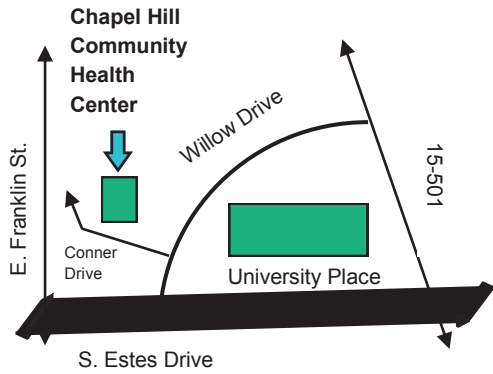 Chapel Hill
Community
Health
Center
Willow Drive
E. Franklin St.
15-501
Conner
Drive
University Place
S. Estes Drive